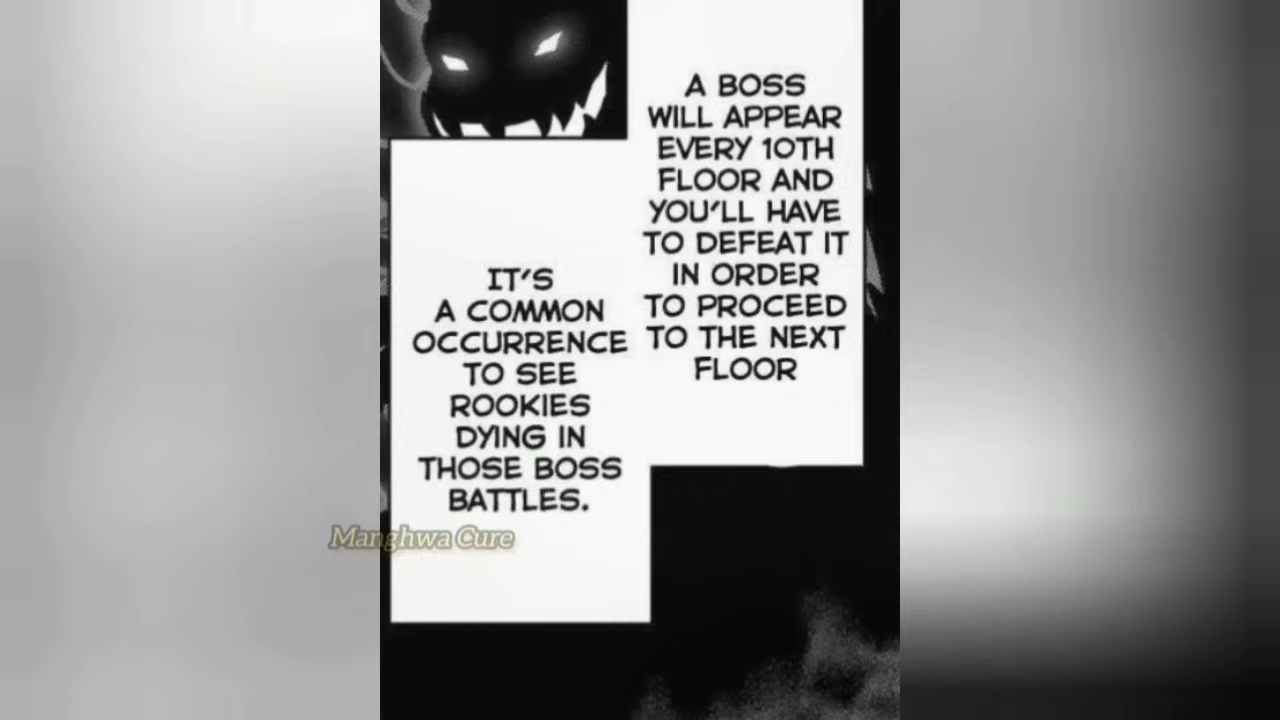 A BOSS
WILL APPEAR
EVERY 10TH
FLOOR AND
YOU'LL HAVE
TO DEFEAT IT
IN ORDER
TO PROCEED
TO THE NEXT
FLOOR
IT'S
A COMMON
OCCURRENCE
TO SEE
ROOKIES
DYING IN
THOSE BOSS
BATTLES.
Manghwa Cure